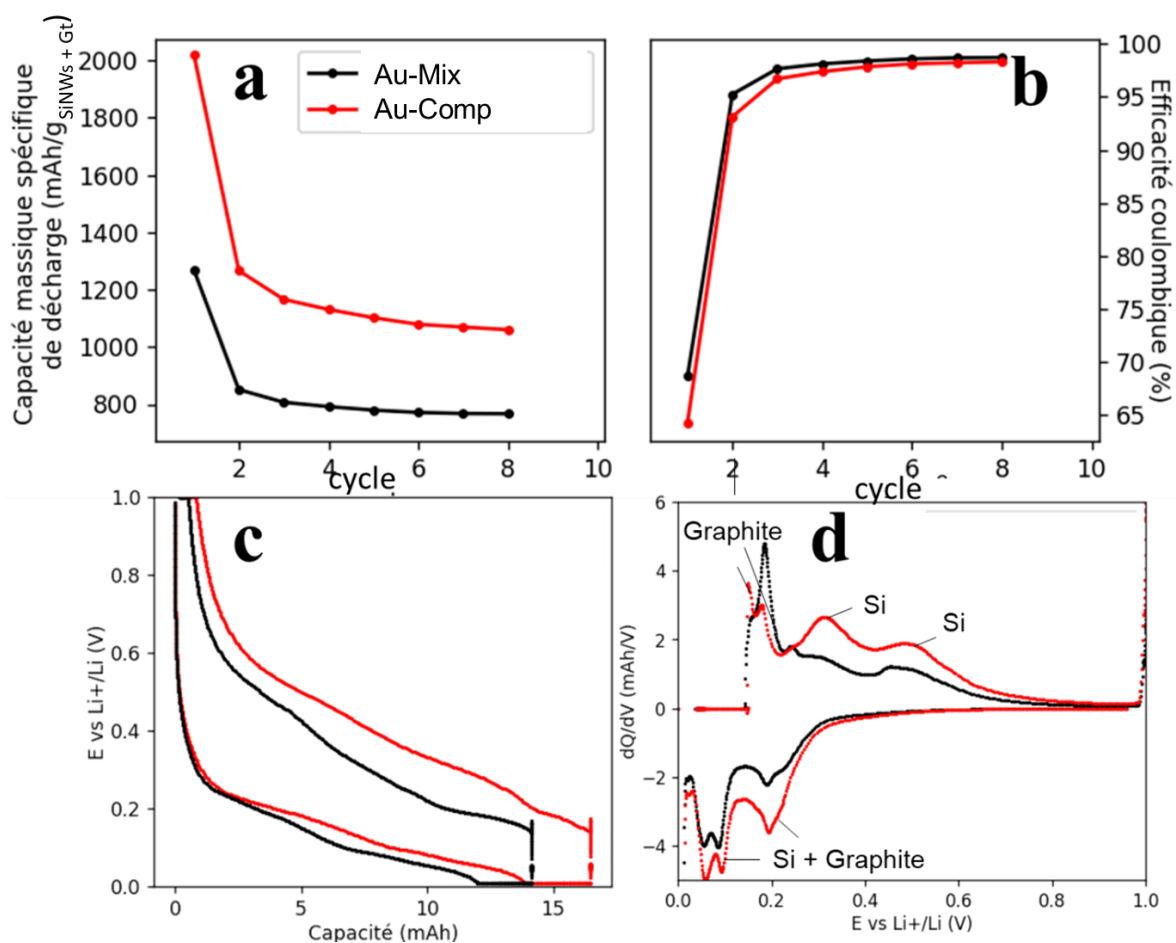 Capacité massique spécifique
de décharge (mAh/g SiNWs + Gt)
2000
1800
1600
1400
1200
1000
800
a
Au-Mix
Au-Comp
2
4
6
8
10
cycle
b
100
95
90
85
80
75
70
65
Efficacité coulombique (%)
2
4
6
8
10
cycle
c
E vs Li+/Li (V)
1.0
0.8
0.6
0.4
0.2
0.0
0
5
10
15
Capacité (mAh)
d
dQ/dV (mAh/V)
6
4
2
0
−2
−4
Graphite
Si
Si
Si + Graphite
0.0
0.2
0.4
0.6
0.8
1.0
E vs Li+/Li (V)